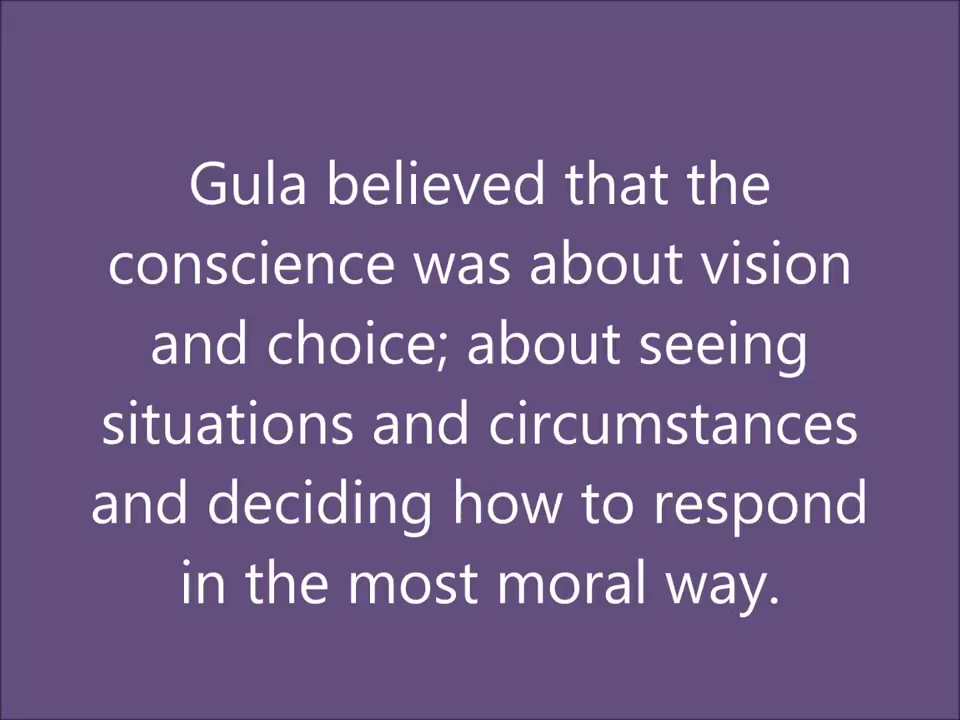 Gula believed that the
conscience was about vision
and choice; about seeing
situations and circumstances
and deciding how to respond
in the most moral way.